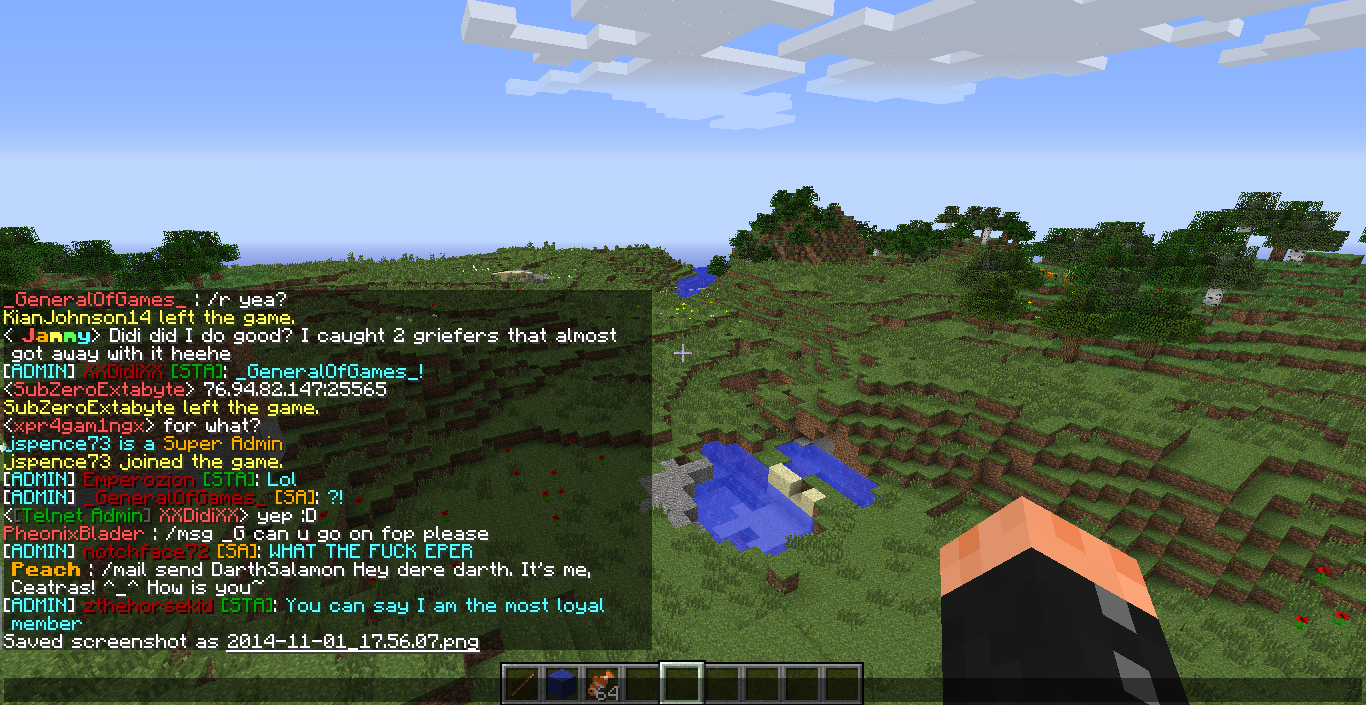 _GeneralOfGames_ : /r yea?
KianJohnson14 left the game.
< Janny> Didi did I do good? I caught 2 griefers that almost
got away with it heehe
[ADMIN] XXDidiXX [STA]: _GeneralOfGames_!
<SubZeroExtabyte> 76.94.82.147:25565
SubZeroExtabyte left the game.
<xpr4gam1ngx> for what?
jspence73 is a Super Admin
jspence73 joined the game.
[ADMIN] Emperozion [STA]: Lol
[ADMIN] _GeneralOfGames_ [SA]: ?!
<[Telnet Admin] XXDidiXX> yep :D
PheonixBlader : /msg _G can u go on fop please
[ADMIN] notchface72 [SA]: WHAT THE FUCK EPER
Peach : /mail send DarthSalamon Hey dere darth. It's me,
Ceatras! ^_^ How is you~
[ADMIN] zthehorsekid [STA]: You can say I am the most loyal
member
Saved screenshot as 2014-11-01_17.56.07.png
64